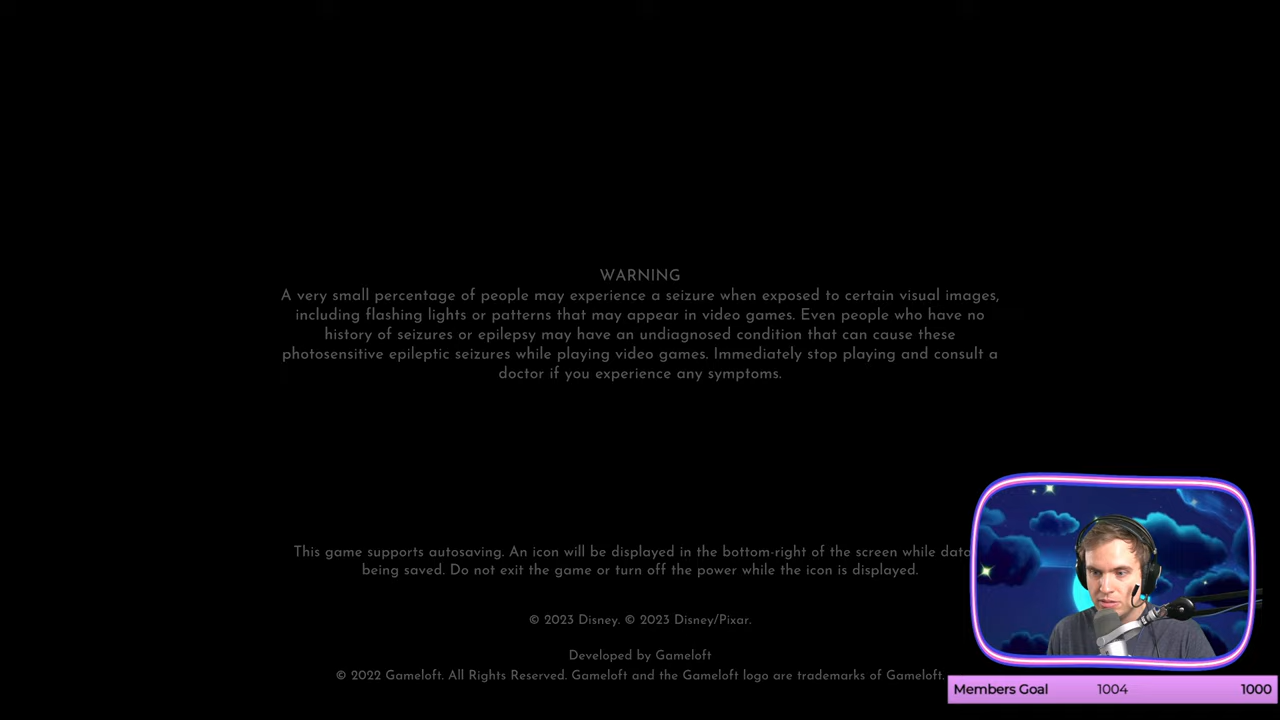 WARNING
A very small percentage of people may experience a seizure when exposed to certain visual images,
including flashing lights or patterns that may appear in video games. Even people who have no
history of seizures or epilepsy may have an undiagnosed condition that can cause these
photosensitive epileptic seizures while playing video games. Immediately stop playing and consult a
doctor if you experience any symptoms.
This game supports autosaving. An icon will be displayed in the bottom-right of the screen while data
being saved. Do not exit the game or turn off the power while the icon is displayed.
© 2023 Disney. © 2023 Disney/Pixar.
Developed by Gameloft
© 2022 Gameloft. All Rights Reserved. Gameloft and the Gameloft logo are trademarks of Gameloft.
Members Goal 1004 1000